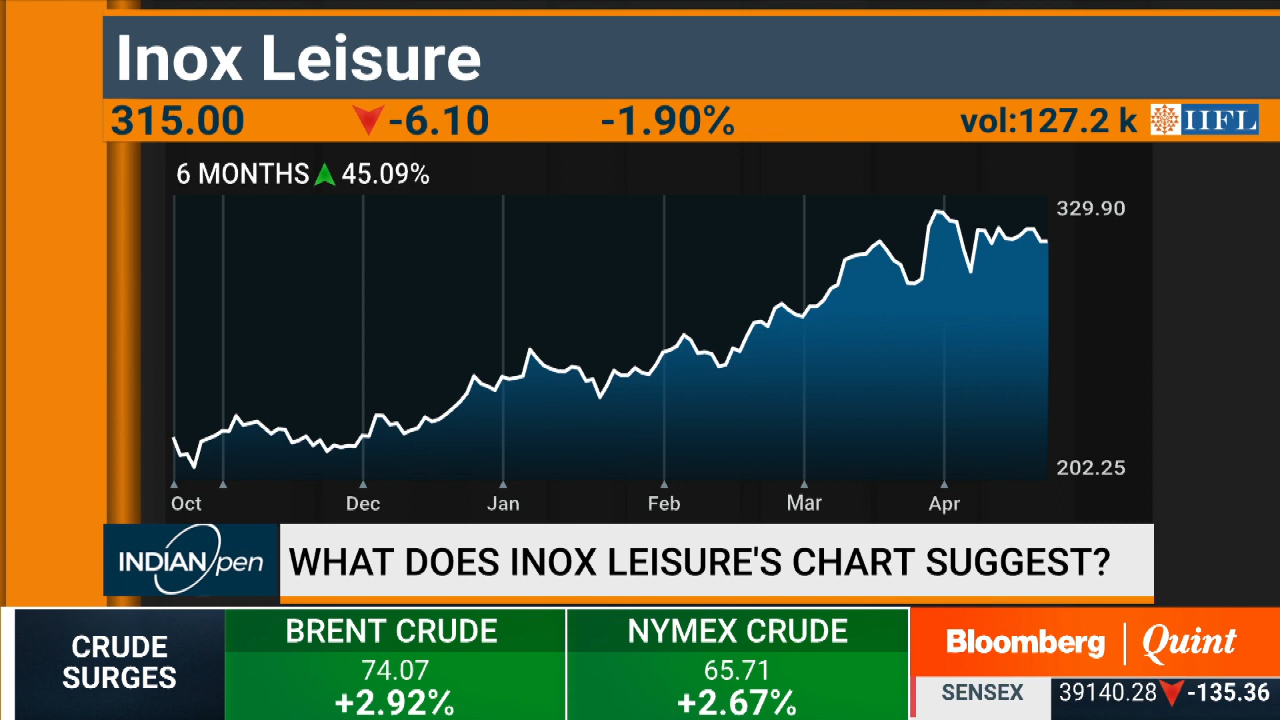 Inox Leisure
315.00 -6.10 -1.90% vol:127.2 k IIFL
6 MONTHS 45.09%
329.90
202.25
Oct Dec Jan Feb Mar Apr
INDIAN Open WHAT DOES INOX LEISURE'S CHART SUGGEST?
CRUDE
SURGES
BRENT CRUDE
74.07
+2.92%
NYMEX CRUDE
65.71
+2.67%
Bloomberg | Quint
SENSEX 39140.28 -135.36